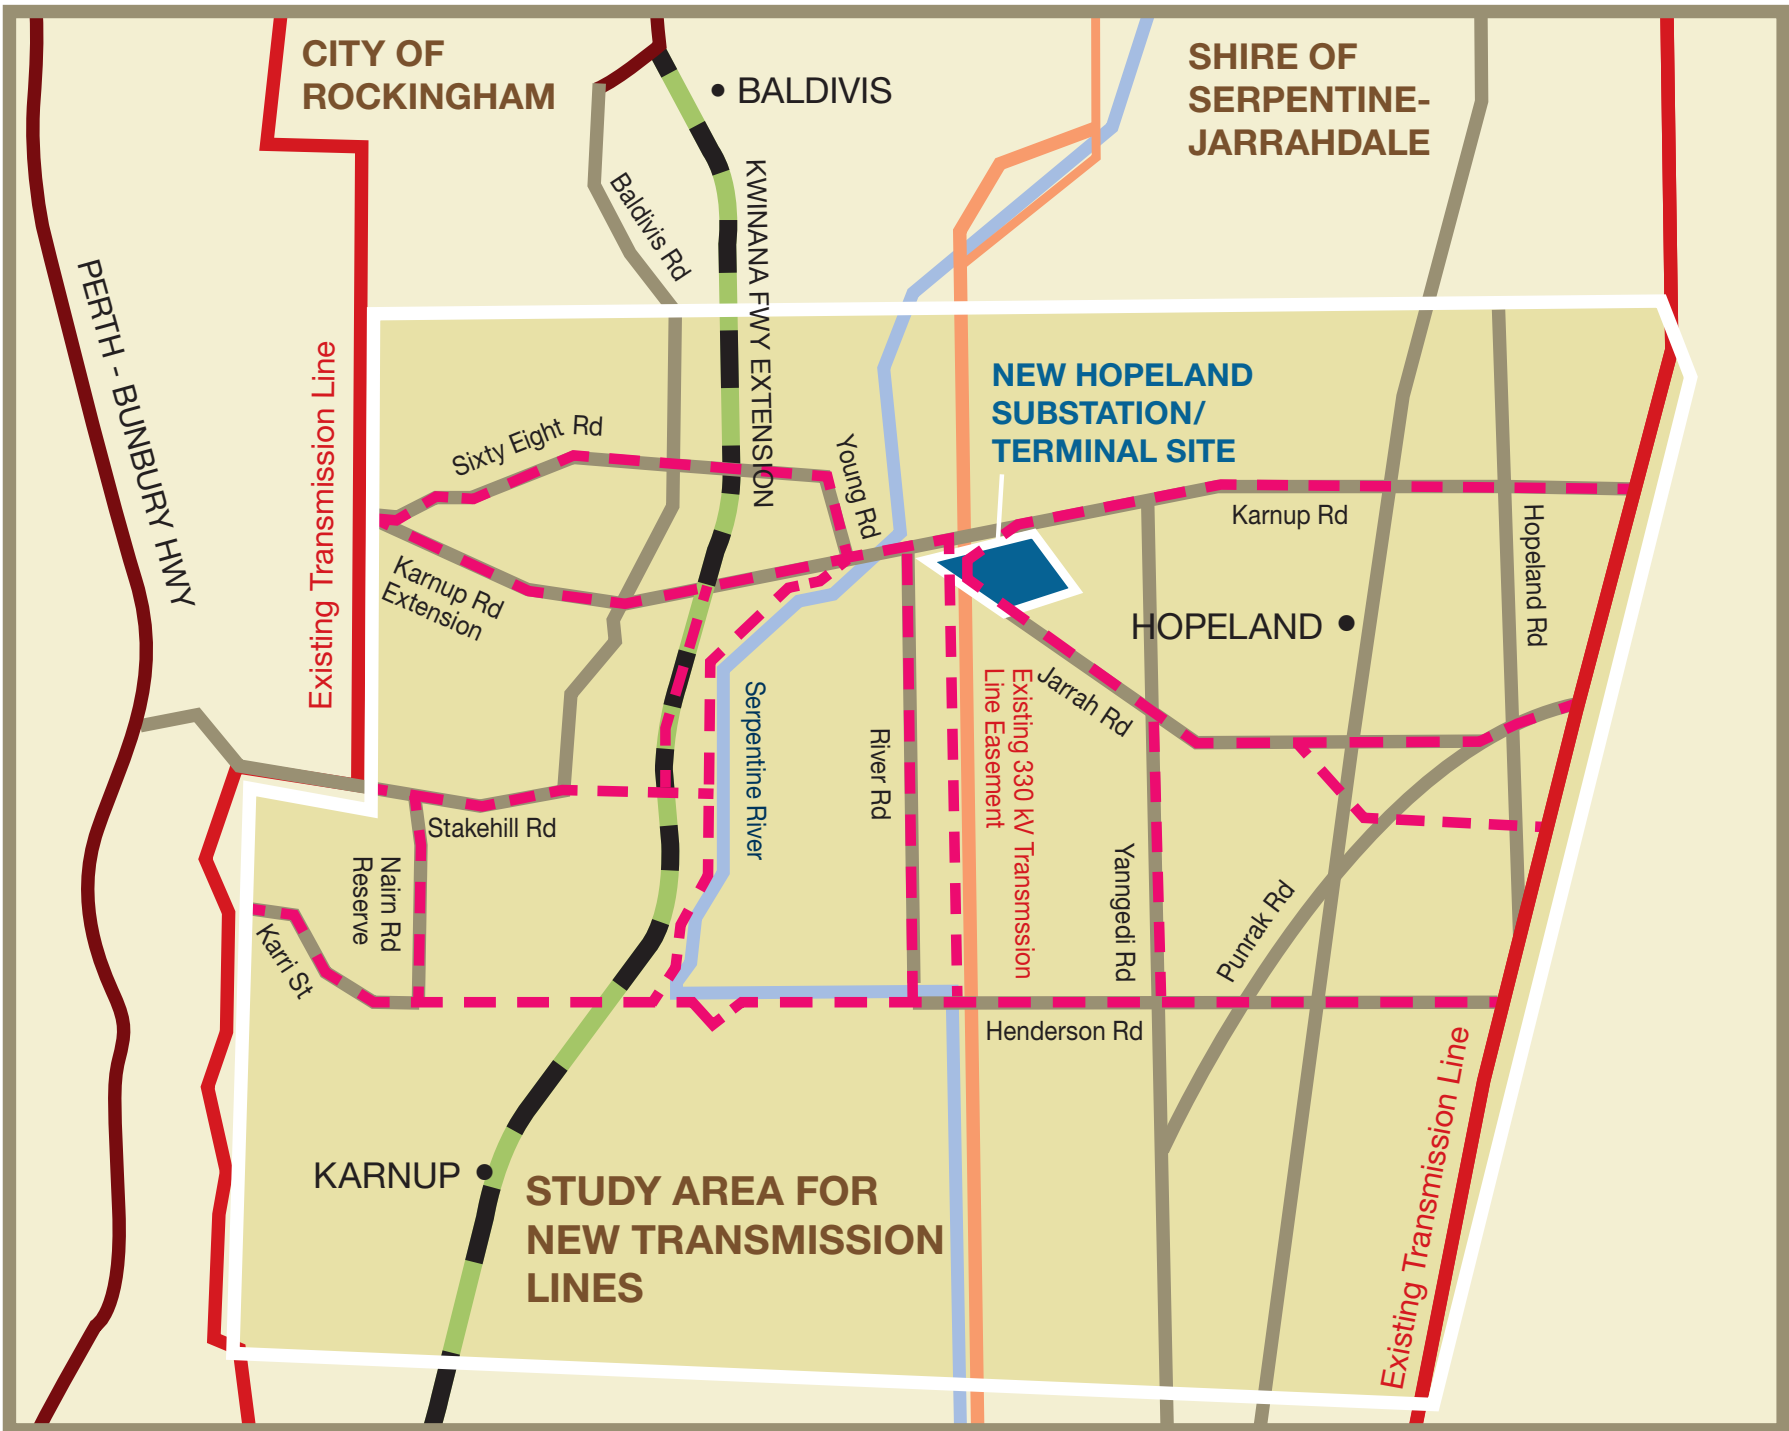 CITY OF
ROCKINGHAM
BALDIVIS
SHIRE OF
SERPENTINE-
JARRAHDALE
Baldivis Rd
KWINANA FWY EXTENSION
PERTH - BUNBURY HWY
Existing Transmission Line
NEW HOPELAND
SUBSTATION/
TERMINAL SITE
Sixty Eight Rd
Young Rd
Karnup Rd
Hopeland Rd
Karnup Rd
Extension
HOPELAND
Jarrah Rd
Serpentine River
River Rd
Existing 330 kV Transmssion
Line Easement
Stakehill Rd
Nairn Rd
Reserve
Yanngedi Rd
Punrak Rd
Karri St
Henderson Rd
Existing Transmission Line
KARNUP
STUDY AREA FOR
NEW TRANSMISSION
LINES